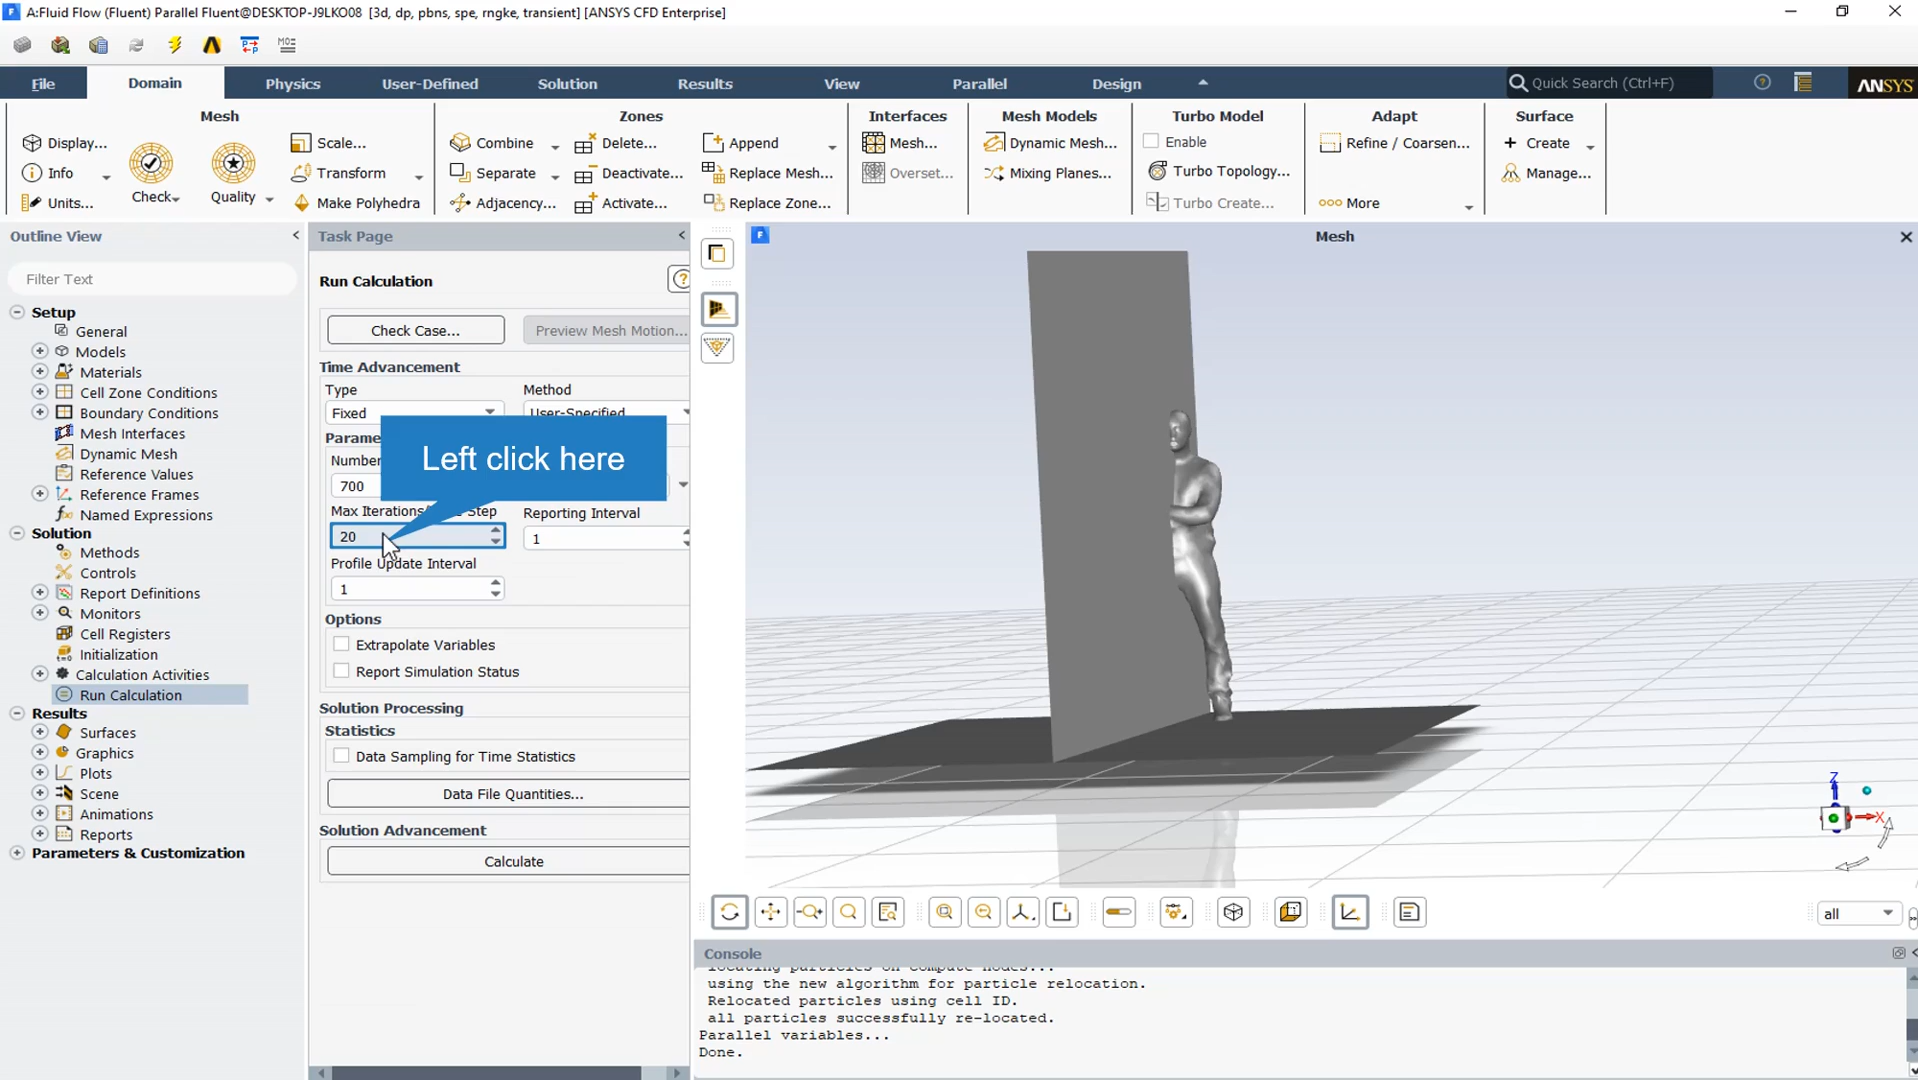 A:Fluid Flow (Fluent) Parallel Fluent@DESKTOP-J9LKO08 [3d, dp, pbns, spe, rngke, transient] [ANSYS CFD Enterprise]
File Domain Physics User-Defined Solution Results View Parallel Design Quick Search (Ctrl+F) ANSYS
Mesh Zones Interfaces Mesh Models Turbo Model Adapt Surface
Display... Scale... Combine Delete... Append Mesh... Dynamic Mesh... Enable Refine / Coarsen... Create
Info Transform Separate Deactivate... Replace Mesh... Overset... Mixing Planes... Turbo Topology... Manage...
Check Quality
Units... Make Polyhedra Adjacency... Activate... Replace Zone... Turbo Create... More
Outline View
Filter Text
Setup
General
Models
Materials
Cell Zone Conditions
Boundary Conditions
Mesh Interfaces
Dynamic Mesh
Reference Values
Reference Frames
Named Expressions
Solution
Methods
Controls
Report Definitions
Monitors
Cell Registers
Initialization
Calculation Activities
Run Calculation
Results
Surfaces
Graphics
Plots
Scene
Animations
Reports
Parameters & Customization
Task Page
Run Calculation
Check Case... Preview Mesh Motion...
Time Advancement
Type Method
Fixed User-Specified
Left click here
Number
700
Reporting Interval
20 1
Profile Update Interval
1
Options
Extrapolate Variables
Report Simulation Status
Solution Processing
Statistics
Data Sampling for Time Statistics
Data File Quantities...
Solution Advancement
Calculate
Mesh
Z
X
all
Console
locating particles on compute nodes...
using the new algorithm for particle relocation.
Relocated particles using cell ID.
all particles successfully re-located.
Parallel variables...
Done.